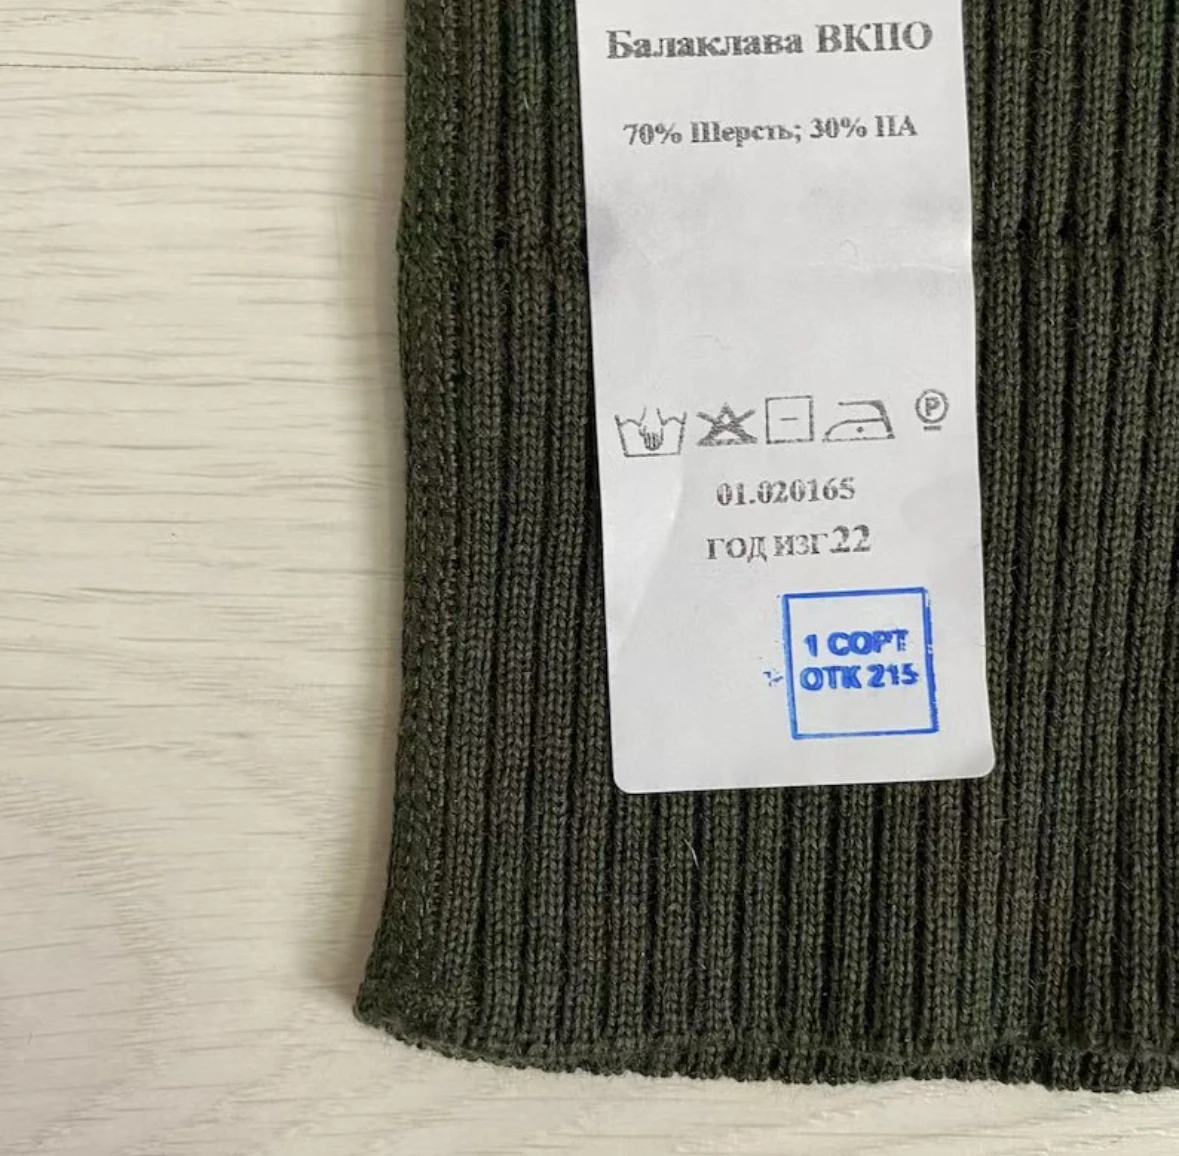 Балаклава ВКПО
70% Шерсть; 30% ПА
P
01.020165
ГОД ИЗГ 22
1 СОРТ
ОТК 215